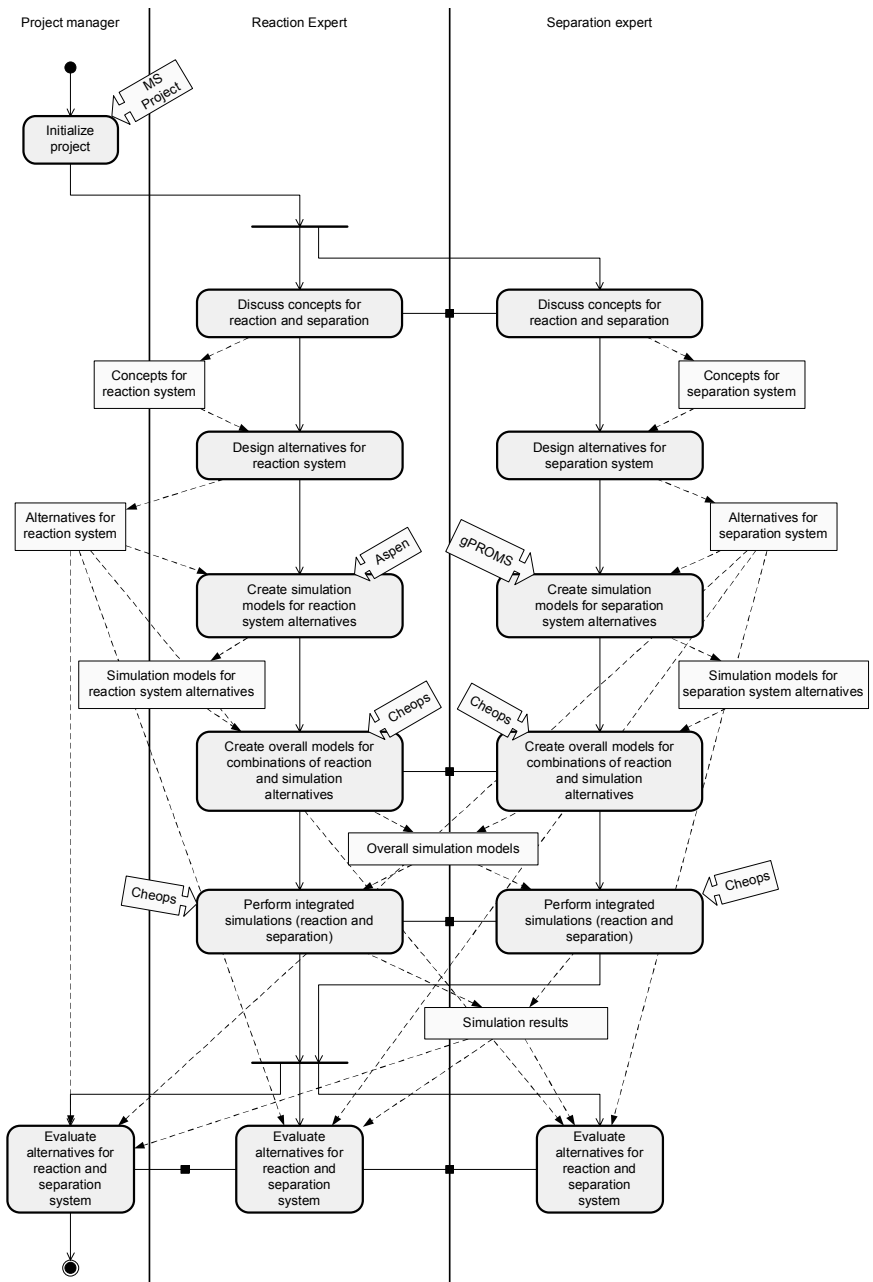 Project manager
Reaction Expert
Separation expert
MS
Project
Initialize
project
Discuss concepts for
reaction and separation
Discuss concepts for
reaction and separation
Concepts for
reaction system
Concepts for
separation system
Design alternatives for
reaction system
Design alternatives for
separation system
Alternatives for
reaction system
Alternatives for
separation system
Aspen
gPROMS
Create simulation
models for reaction
system alternatives
Create simulation
models for separation
system alternatives
Simulation models for
reaction system alternatives
Simulation models for
separation system alternatives
Cheops
Cheops
Create overall models for
combinations of reaction
and simulation
alternatives
Create overall models for
combinations of reaction
and simulation
alternatives
Overall simulation models
Cheops
Cheops
Perform integrated
simulations (reaction and
separation)
Perform integrated
simulations (reaction and
separation)
Simulation results
Evaluate
alternatives for
reaction and
separation
system
Evaluate
alternatives for
reaction and
separation
system
Evaluate
alternatives for
reaction and
separation
system